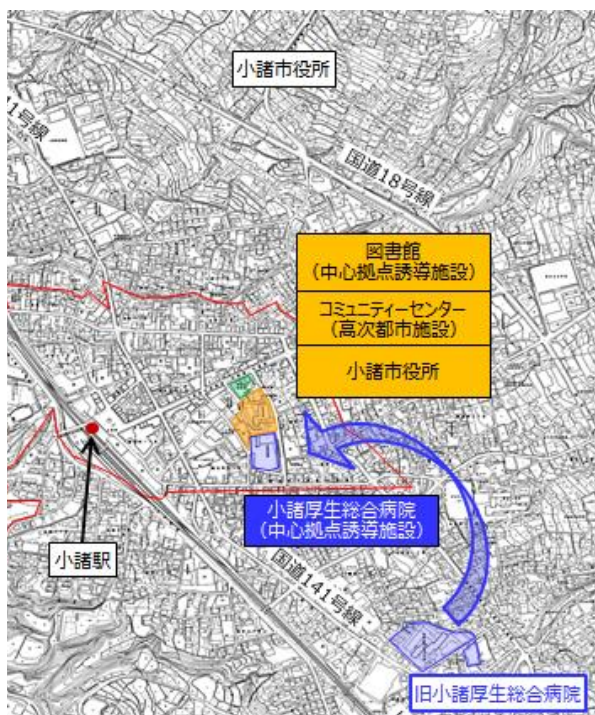 小諸市役所
41号線
国道18号線
図書館
（中心拠点誘導施設）
コミュニティーセンター
（高次都市施設）
小諸市役所
小諸厚生総合病院
（中心拠点誘導施設）
小諸駅
国道141号線
旧小諸厚生総合病院